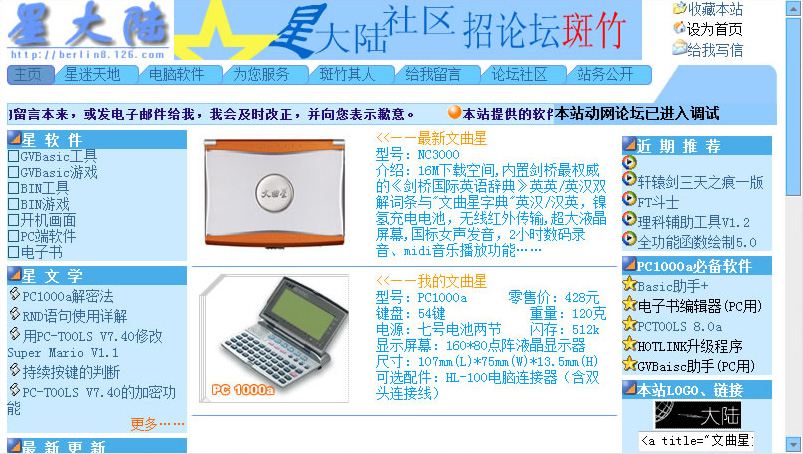 星大陆
http://berlin8.126.com
星大陆社区 招论坛斑竹
收藏本站
设为首页
给我写信
主页 星迷天地 电脑软件 为您服务 斑竹其人 给我留言 论坛社区 站务公开
留言本来，或发电子邮件给我，我会及时改正，并向您表示歉意。 本站提供的软件
本站动网论坛已进入调试
星 软 件
GVBasic工具
GVBasic游戏
BIN工具
BIN游戏
开机画面
PC端软件
电子书
星 文 学
PC1000a解密法
RND语句使用详解
用PC-TOOLS V7.40修改
Super Mario V1.1
持续按键的判断
PC-TOOLS V7.40的加密功
能
更多……
最 新 更 新
文曲星
<<——最新文曲星
型号：NC3000
介绍：16M下载空间,内置剑桥最权威
的《剑桥国际英语辞典》英英/英汉双
解词条与"文曲星字典"英汉/汉英，镍
氢充电电池，无线红外传输,超大液晶
屏幕,国标女声发音，2小时数码录
音、midi音乐播放功能……
PC 1000a
<<——我的文曲星
型号：PC1000a 零售价：428元
键盘：54键 重量：120克
电源：七号电池两节 闪存：512k
显示屏幕：160*80点阵液晶显示器
尺寸：107mm(L)*75mm(W)*13.5mm(H)
可选配件：HL-100电脑连接器（含双
头连接线）
近 期 推 荐
轩辕剑三天之痕一版
FT斗士
理科辅助工具V1.2
全功能函数绘制5.0
PC1000a必备软件
Basic助手+
电子书编辑器(PC用)
PCTOOLS 8.0a
HOTLINK升级程序
GVBaisc助手(PC用)
本站LOGO、链接
大陆
<a title="文曲星